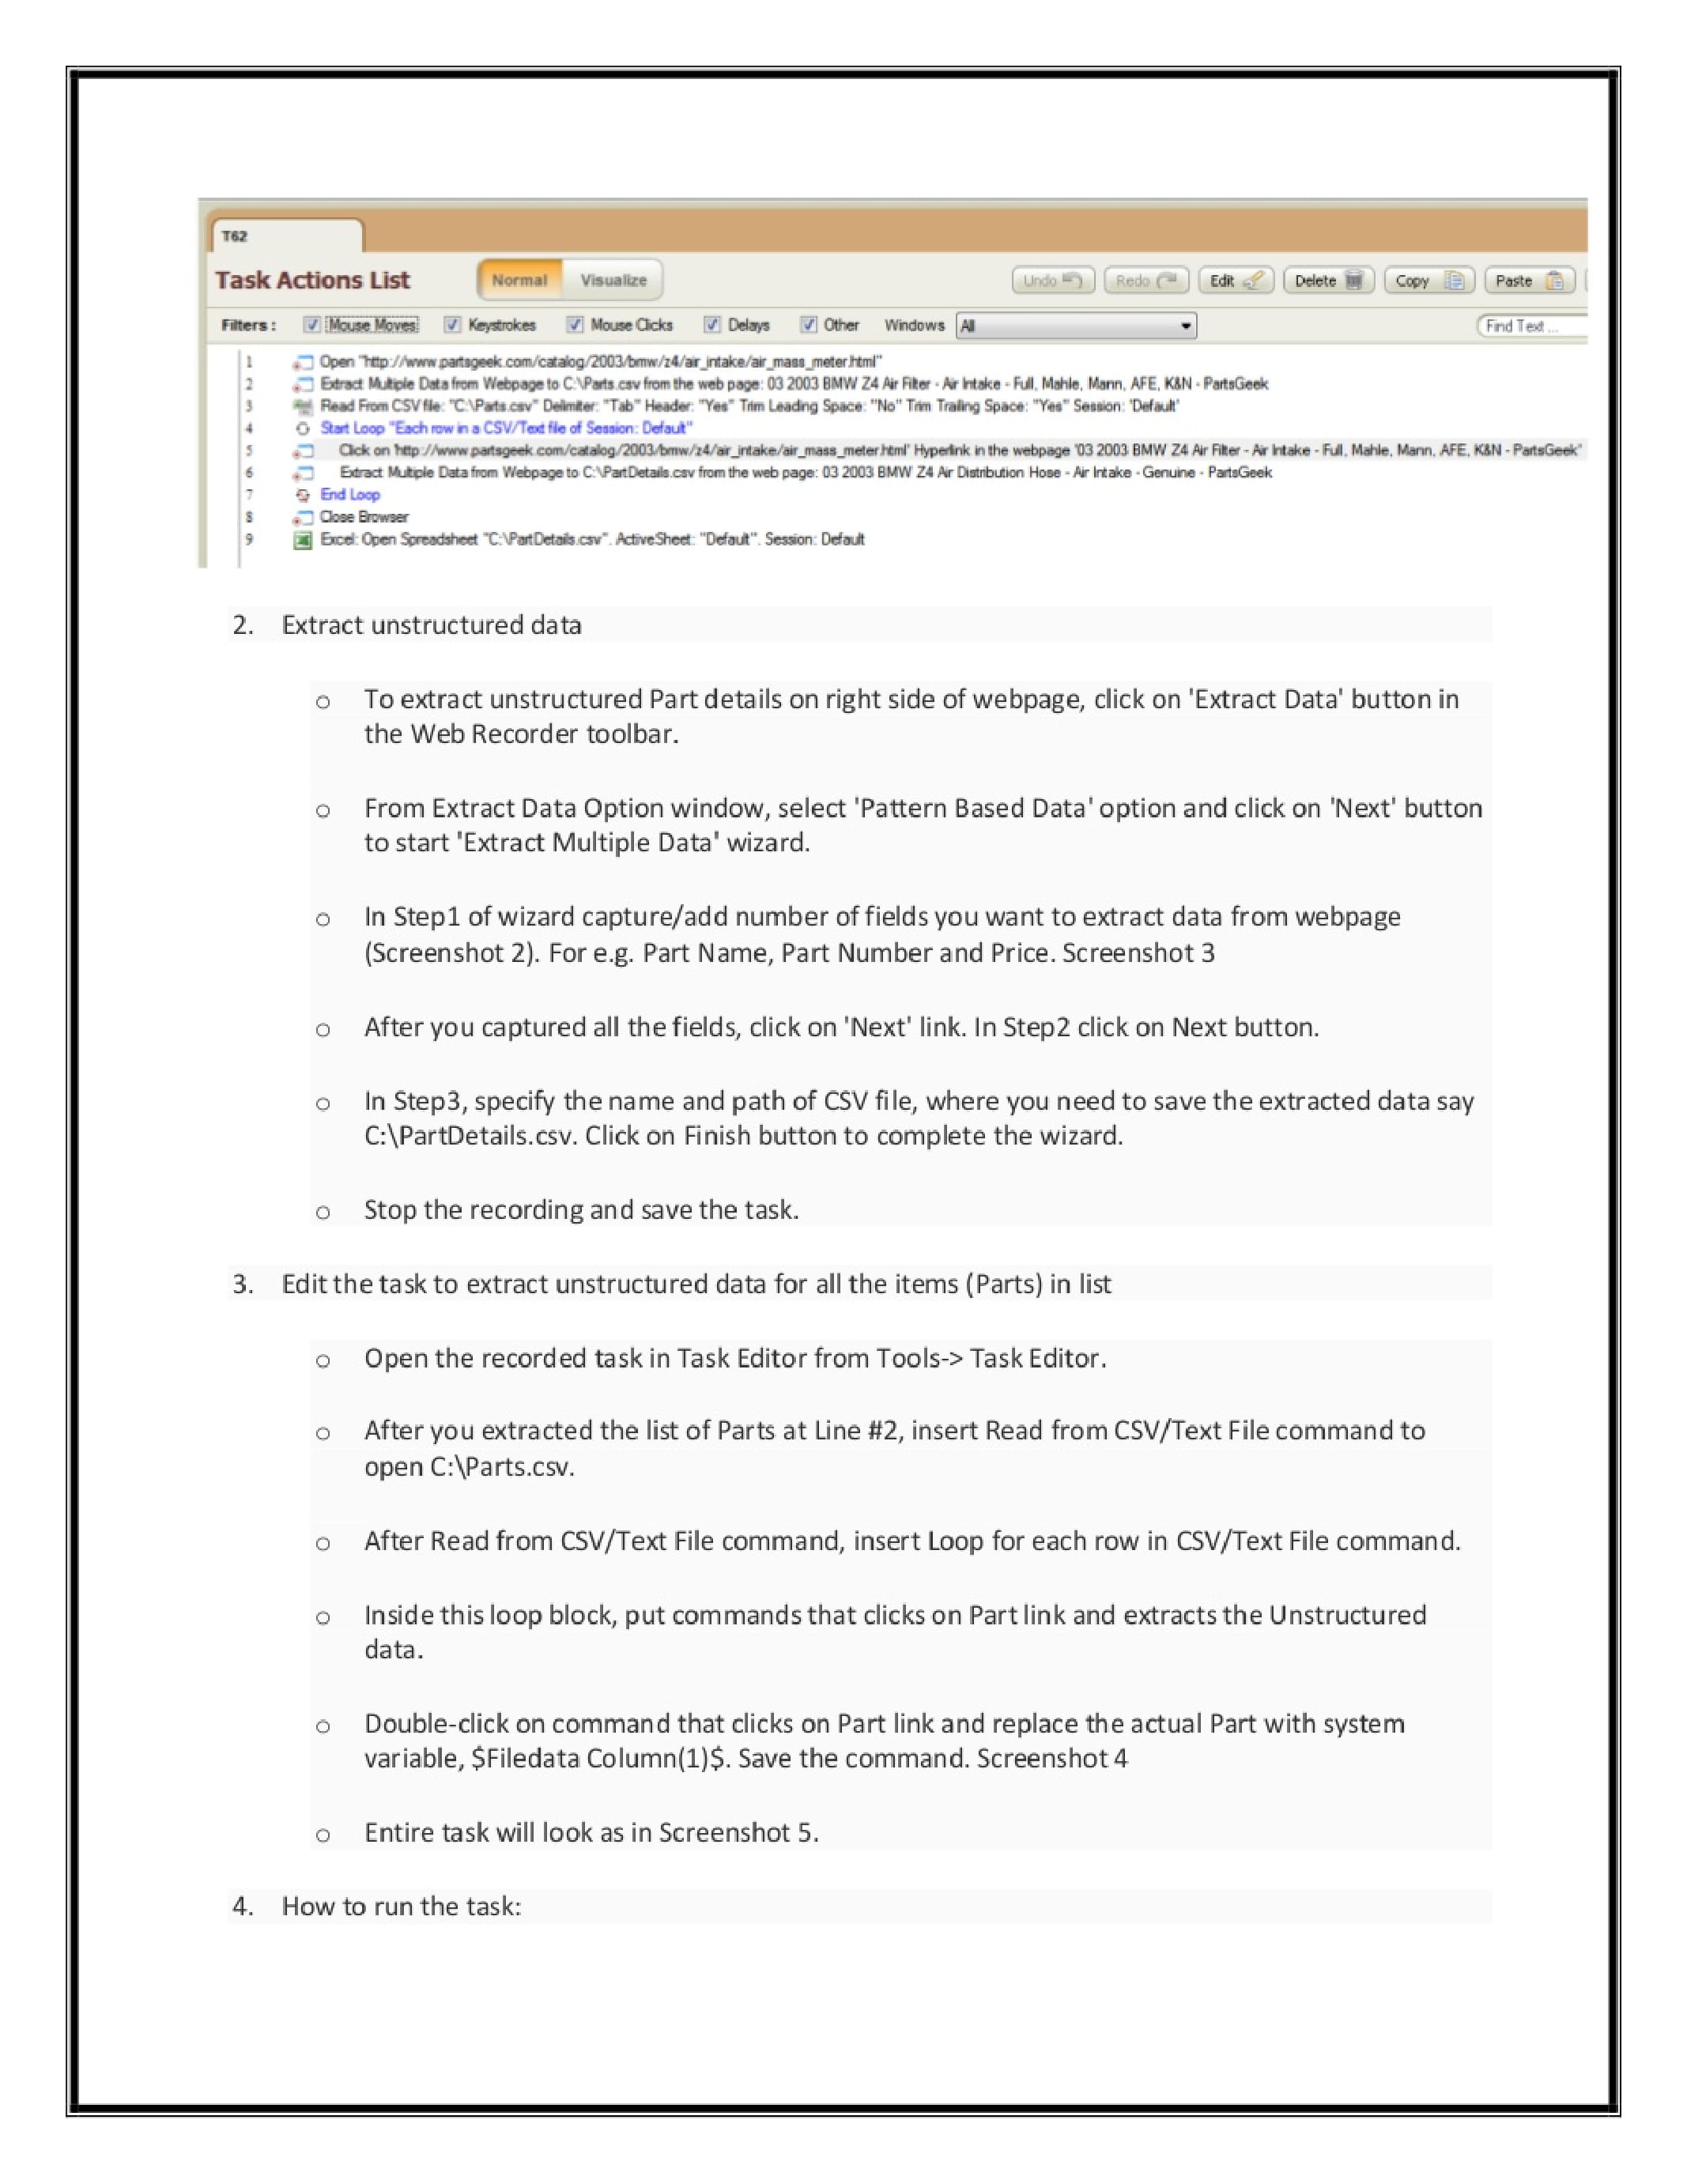 T62
Task Actions List Normal Visualize Undo Redo Edit Delete Copy Paste
Filters : Mouse Moves Keystrokes Mouse Clicks Delays Other Windows All Find Text ...
1 Open "http://www.partsgeek.com/catalog/2003/bmw/z4/air_intake/air_mass_meter.html"
2 Extract Multiple Data from Webpage to C:\Parts.csv from the web page: 03 2003 BMW Z4 Air Filter - Air Intake - Full, Mahle, Mann, AFE, K&N - PartsGeek
3 Read From CSV file: "C:\Parts.csv" Delimiter: "Tab" Header: "Yes" Trim Leading Space: "No" Trim Trailing Space: "Yes" Session: 'Default'
4 Start Loop "Each row in a CSV/Text file of Session: Default"
5 Click on 'http://www.partsgeek.com/catalog/2003/bmw/z4/air_intake/air_mass_meter.html' Hyperlink in the webpage '03 2003 BMW Z4 Air Filter - Air Intake - Full, Mahle, Mann, AFE, K&N - PartsGeek'
6 Extract Multiple Data from Webpage to C:\PartDetails.csv from the web page: 03 2003 BMW Z4 Air Distribution Hose - Air Intake - Genuine - PartsGeek
7 End Loop
8 Close Browser
9 Excel: Open Spreadsheet "C:\PartDetails.csv". ActiveSheet: "Default". Session: Default
2. Extract unstructured data
o To extract unstructured Part details on right side of webpage, click on 'Extract Data' button in
the Web Recorder toolbar.
o From Extract Data Option window, select 'Pattern Based Data' option and click on 'Next' button
to start 'Extract Multiple Data' wizard.
o In Step1 of wizard capture/add number of fields you want to extract data from webpage
(Screenshot 2). For e.g. Part Name, Part Number and Price. Screenshot 3
o After you captured all the fields, click on 'Next' link. In Step2 click on Next button.
o In Step3, specify the name and path of CSV file, where you need to save the extracted data say
C:\PartDetails.csv. Click on Finish button to complete the wizard.
o Stop the recording and save the task.
3. Edit the task to extract unstructured data for all the items (Parts) in list
o Open the recorded task in Task Editor from Tools-> Task Editor.
o After you extracted the list of Parts at Line #2, insert Read from CSV/Text File command to
open C:\Parts.csv.
o After Read from CSV/Text File command, insert Loop for each row in CSV/Text File command.
o Inside this loop block, put commands that clicks on Part link and extracts the Unstructured
data.
o Double-click on command that clicks on Part link and replace the actual Part with system
variable, $Filedata Column(1)$. Save the command. Screenshot 4
o Entire task will look as in Screenshot 5.
4. How to run the task: